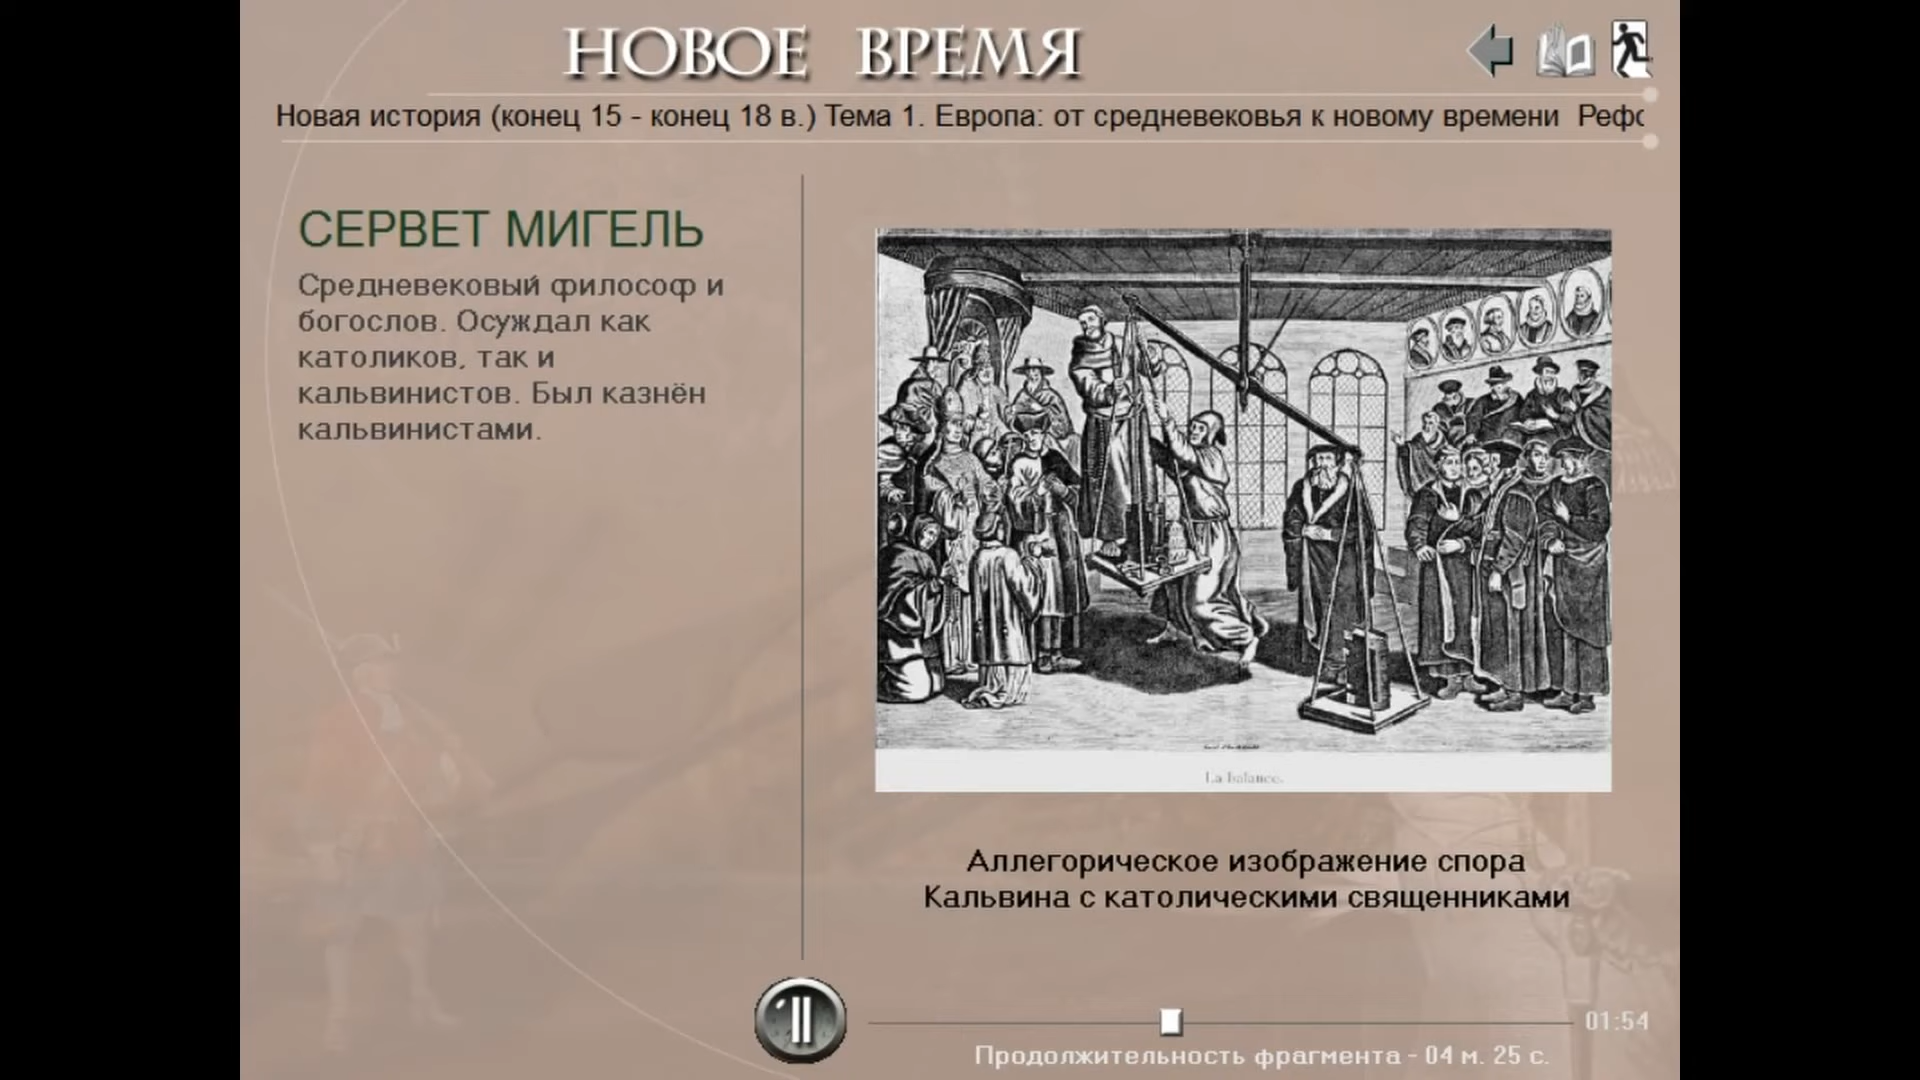 НОВОЕ ВРЕМЯ
Новая история (конец 15 - конец 18 в.) Тема 1. Европа: от средневековья к новому времени Рефо
СЕРВЕТ МИГЕЛЬ
Средневековый философ и
богослов. Осуждал как
католиков, так и
кальвинистов. Был казнён
кальвинистами.
La balance.
Аллегорическое изображение спора
Кальвина с католическими священниками
01:54
Продолжительность фрагмента - 04 м. 25 с.